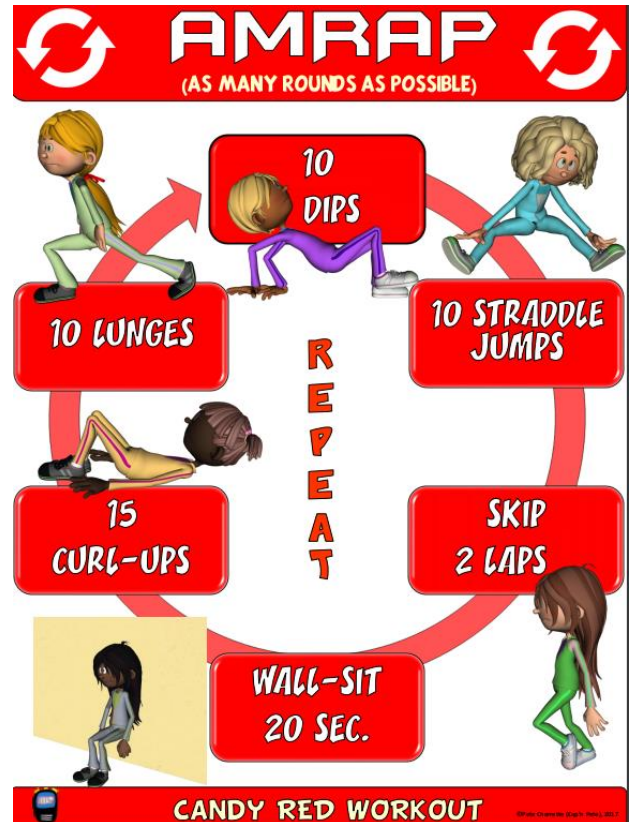 AMRAP
(AS MANY ROUNDS AS POSSIBLE)
10
DIPS
10 STRADDLE
JUMPS
SKIP
2 LAPS
WALL-SIT
20 SEC.
15
CURL-UPS
10 LUNGES
REPEAT
CANDY RED WORKOUT